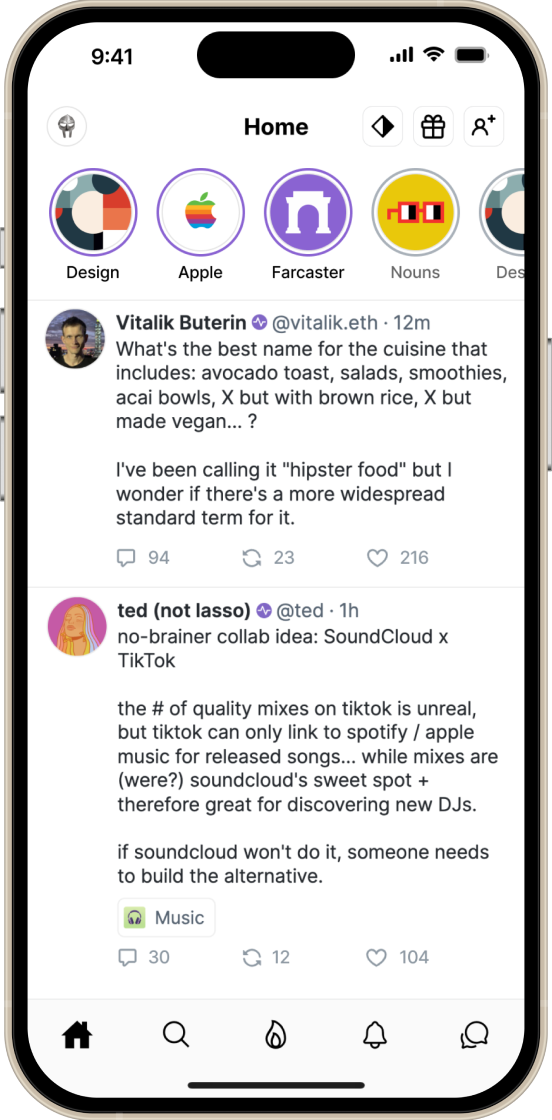 9:41
Home
Design Apple Farcaster Nouns Des
Vitalik Buterin @vitalik.eth · 12m
What's the best name for the cuisine that
includes: avocado toast, salads, smoothies,
acai bowls, X but with brown rice, X but
made vegan... ?
I've been calling it "hipster food" but I
wonder if there's a more widespread
standard term for it.
94 23 216
ted (not lasso) @ted · 1h
no-brainer collab idea: SoundCloud x
TikTok
the # of quality mixes on tiktok is unreal,
but tiktok can only link to spotify / apple
music for released songs... while mixes are
(were?) soundcloud's sweet spot +
therefore great for discovering new DJs.
if soundcloud won't do it, someone needs
to build the alternative.
Music
30 12 104